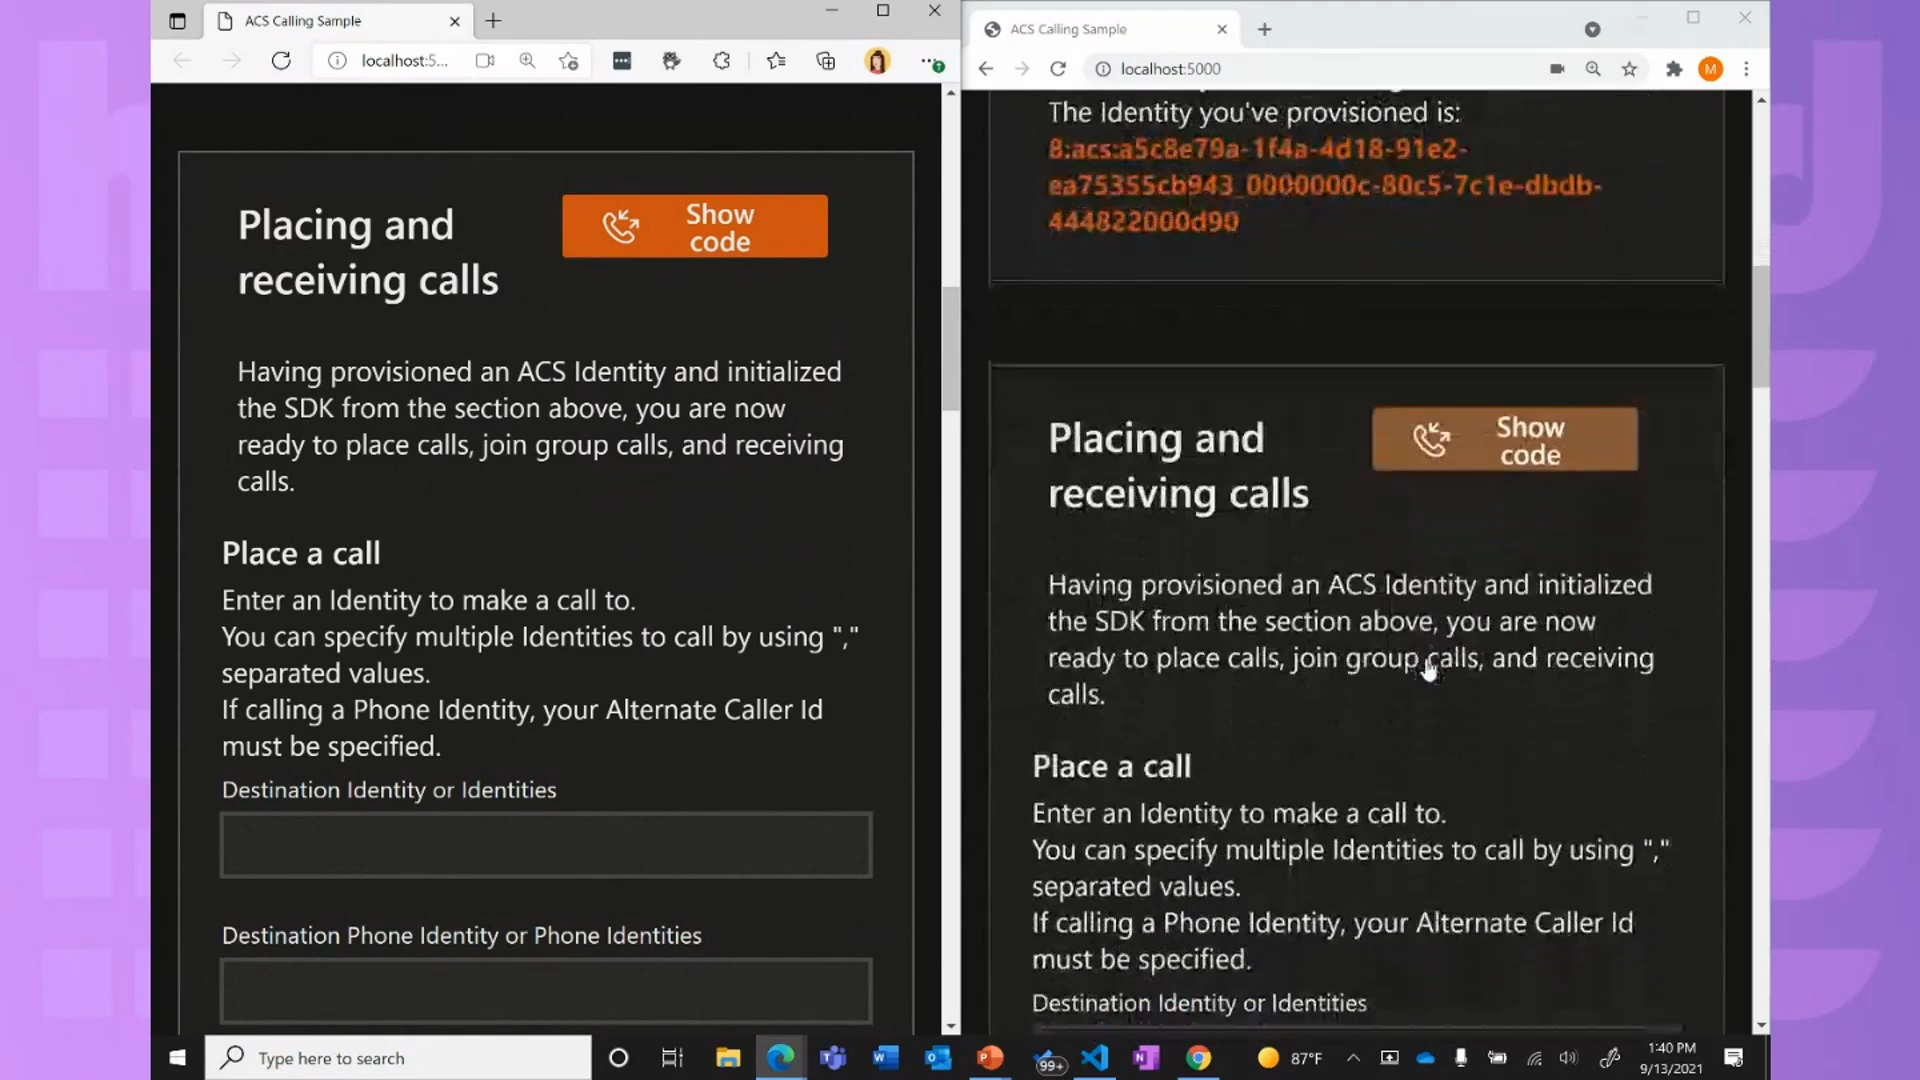 ACS Calling Sample
localhost:5...
Placing and
receiving calls
Show
code
Having provisioned an ACS Identity and initialized
the SDK from the section above, you are now
ready to place calls, join group calls, and receiving
calls.
Place a call
Enter an Identity to make a call to.
You can specify multiple Identities to call by using ","
separated values.
If calling a Phone Identity, your Alternate Caller Id
must be specified.
Destination Identity or Identities
Destination Phone Identity or Phone Identities
ACS Calling Sample
localhost:5000
M
The Identity you've provisioned is:
8:acs:a5c8e79a-1f4a-4d18-91e2-
ea75355cb943_0000000c-80c5-7c1e-dbdb-
444822000d90
Placing and
receiving calls
Show
code
Having provisioned an ACS Identity and initialized
the SDK from the section above, you are now
ready to place calls, join group calls, and receiving
calls.
Place a call
Enter an Identity to make a call to.
You can specify multiple Identities to call by using ","
separated values.
If calling a Phone Identity, your Alternate Caller Id
must be specified.
Destination Identity or Identities
Type here to search
99+
87°F
1:40 PM
9/13/2021